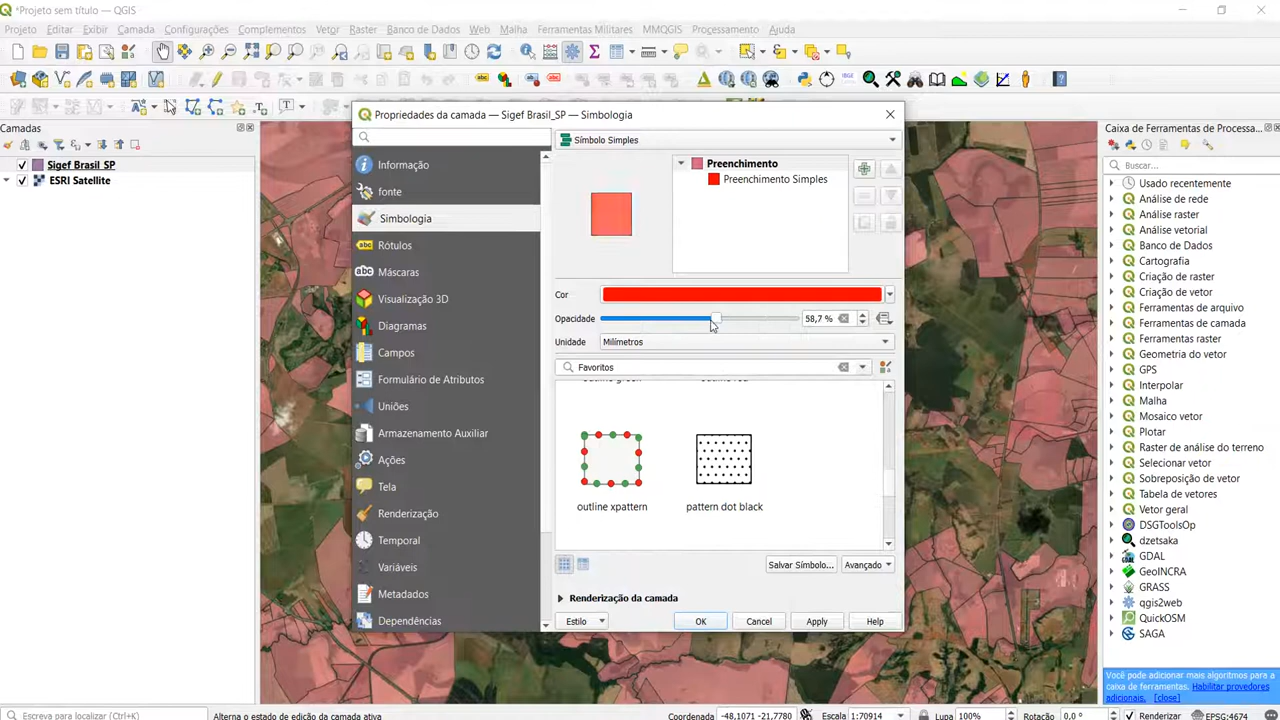 *Projeto sem título — QGIS
Projeto Editar Exibir Camada Configurações Complementos Vetor Raster Banco de Dados Web Malha Ferramentas Militares MMQGIS Processamento Ajuda
Camadas
Sigef Brasil_SP
ESRI Satellite
Propriedades da camada — Sigef Brasil_SP — Simbologia
Informação
fonte
Simbologia
Rótulos
Máscaras
Visualização 3D
Diagramas
Campos
Formulário de Atributos
Uniões
Armazenamento Auxiliar
Ações
Tela
Renderização
Temporal
Variáveis
Metadados
Dependências
Símbolo Simples
Preenchimento
Preenchimento Simples
Cor
Opacidade 58,7 %
Unidade Milímetros
Favoritos
outline xpattern pattern dot black
Salvar Símbolo... Avançado
Renderização da camada
Estilo OK Cancel Apply Help
Caixa de Ferramentas de Processa...
Buscar...
Usado recentemente
Análise de rede
Análise raster
Análise vetorial
Banco de Dados
Cartografia
Criação de raster
Criação de vetor
Ferramentas de arquivo
Ferramentas de camada
Ferramentas raster
Geometria do vetor
GPS
Interpolar
Malha
Mosaico vetor
Plotar
Raster de análise do terreno
Selecionar vetor
Sobreposição de vetor
Tabela de vetores
Vetor geral
DSGToolsOp
dzetsaka
GDAL
GeoINCRA
GRASS
qgis2web
QuickOSM
SAGA
Você pode adicionar mais algoritmos para a
caixa de ferramentas. Habilitar provedores
adicionais. [close]
Escreva para localizar (Ctrl+K) Alterna o estado de edição da camada ativa Coordenada -48,1071 -21,7780 Escala 1:70914 Lupa 100% Rotação 0,0 ° Renderizar EPSG:4674